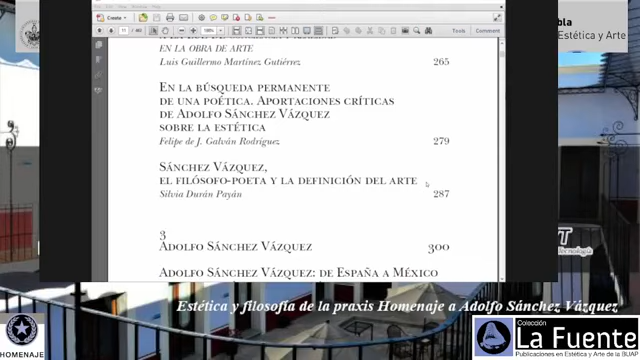 Create
11
Tools
Comment
EN LA OBRA DE ARTE
Luis Guillermo Martínez Gutiérrez 265
EN LA BÚSQUEDA PERMANENTE
DE UNA POÉTICA. APORTACIONES CRÍTICAS
DE ADOLFO SÁNCHEZ VÁZQUEZ
SOBRE LA ESTÉTICA
Felipe de J. Galván Rodríguez 279
SÁNCHEZ VÁZQUEZ,
EL FILÓSOFO-POETA Y LA DEFINICIÓN DEL ARTE
Silvia Durán Payán 287
3
ADOLFO SÁNCHEZ VÁZQUEZ 300
ADOLFO SÁNCHEZ VÁZQUEZ: DE ESPAÑA A MÉXICO
Estética y Arte
Estética y filosofía de la praxis Homenaje a Adolfo Sánchez Vázquez
HOMENAJE
Colección
La Fuente
Publicaciones en Estética y Arte de la BUAP